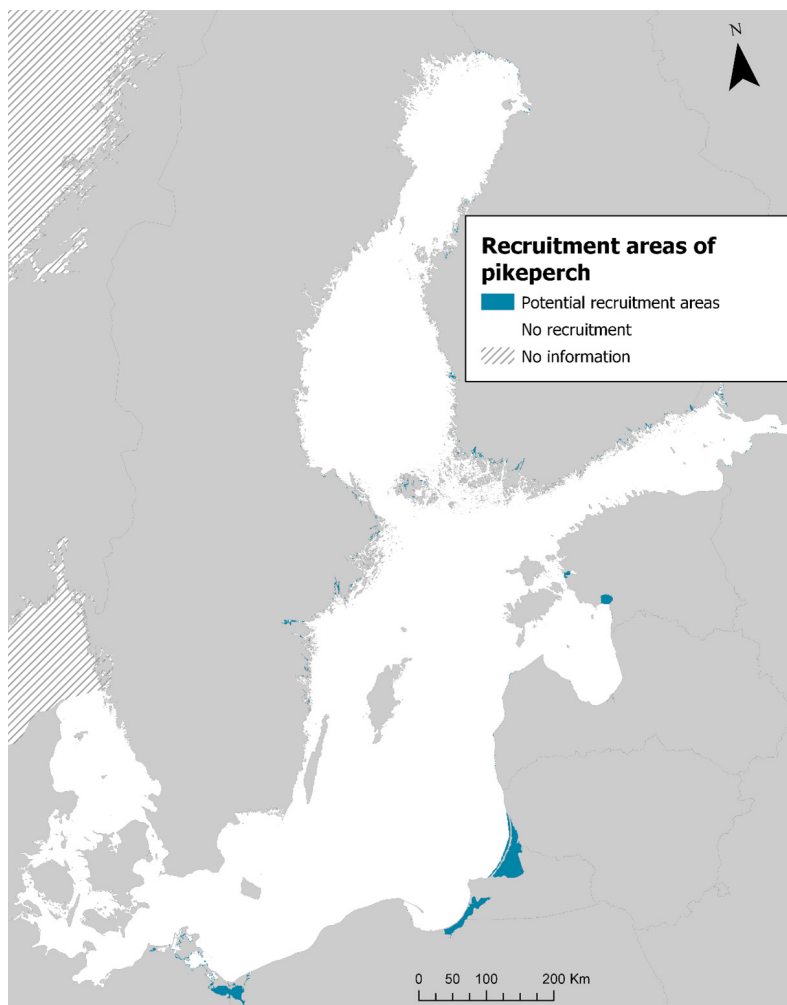 N
Recruitment areas of
pikeperch
Potential recruitment areas
No recruitment
No information
0 50 100 200 Km